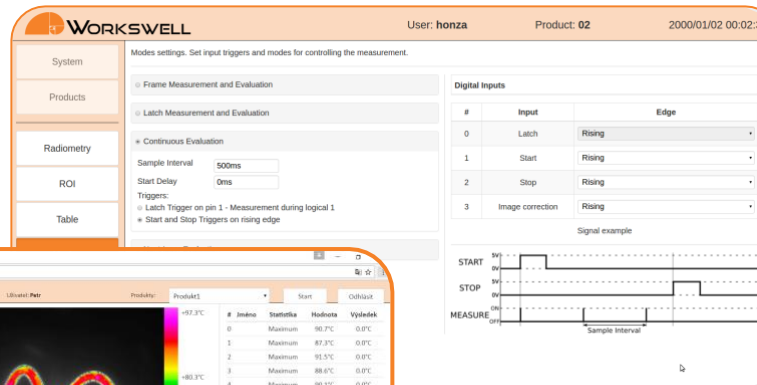 WORKSWELL
User: honza
Product: 02
2000/01/02 00:02:
System
Products
Radiometry
ROI
Table
Modes settings. Set input triggers and modes for controlling the measurement.
Frame Measurement and Evaluation
Latch Measurement and Evaluation
Continuous Evaluation
Sample Interval 500ms
Start Delay 0ms
Triggers:
Latch Trigger on pin 1 - Measurement during logical 1
Start and Stop Triggers on rising edge
Digital Inputs
# Input Edge
0 Latch Rising
1 Start Rising
2 Stop Rising
3 Image correction Rising
Signal example
START 5V 0V
STOP 5V 0V
MEASURE ON OFF
Sample Interval
Uživatel: Petr
Produkty: Produkt1
Start
Odhlásit
+97.3°C
+80.3°C
# Jméno Statistika Hodnota Výsledek
0 Maximum 90.7°C 0.0°C
1 Maximum 87.3°C 0.0°C
2 Maximum 91.5°C 0.0°C
3 Maximum 88.6°C 0.0°C
Maximum 0.0°C